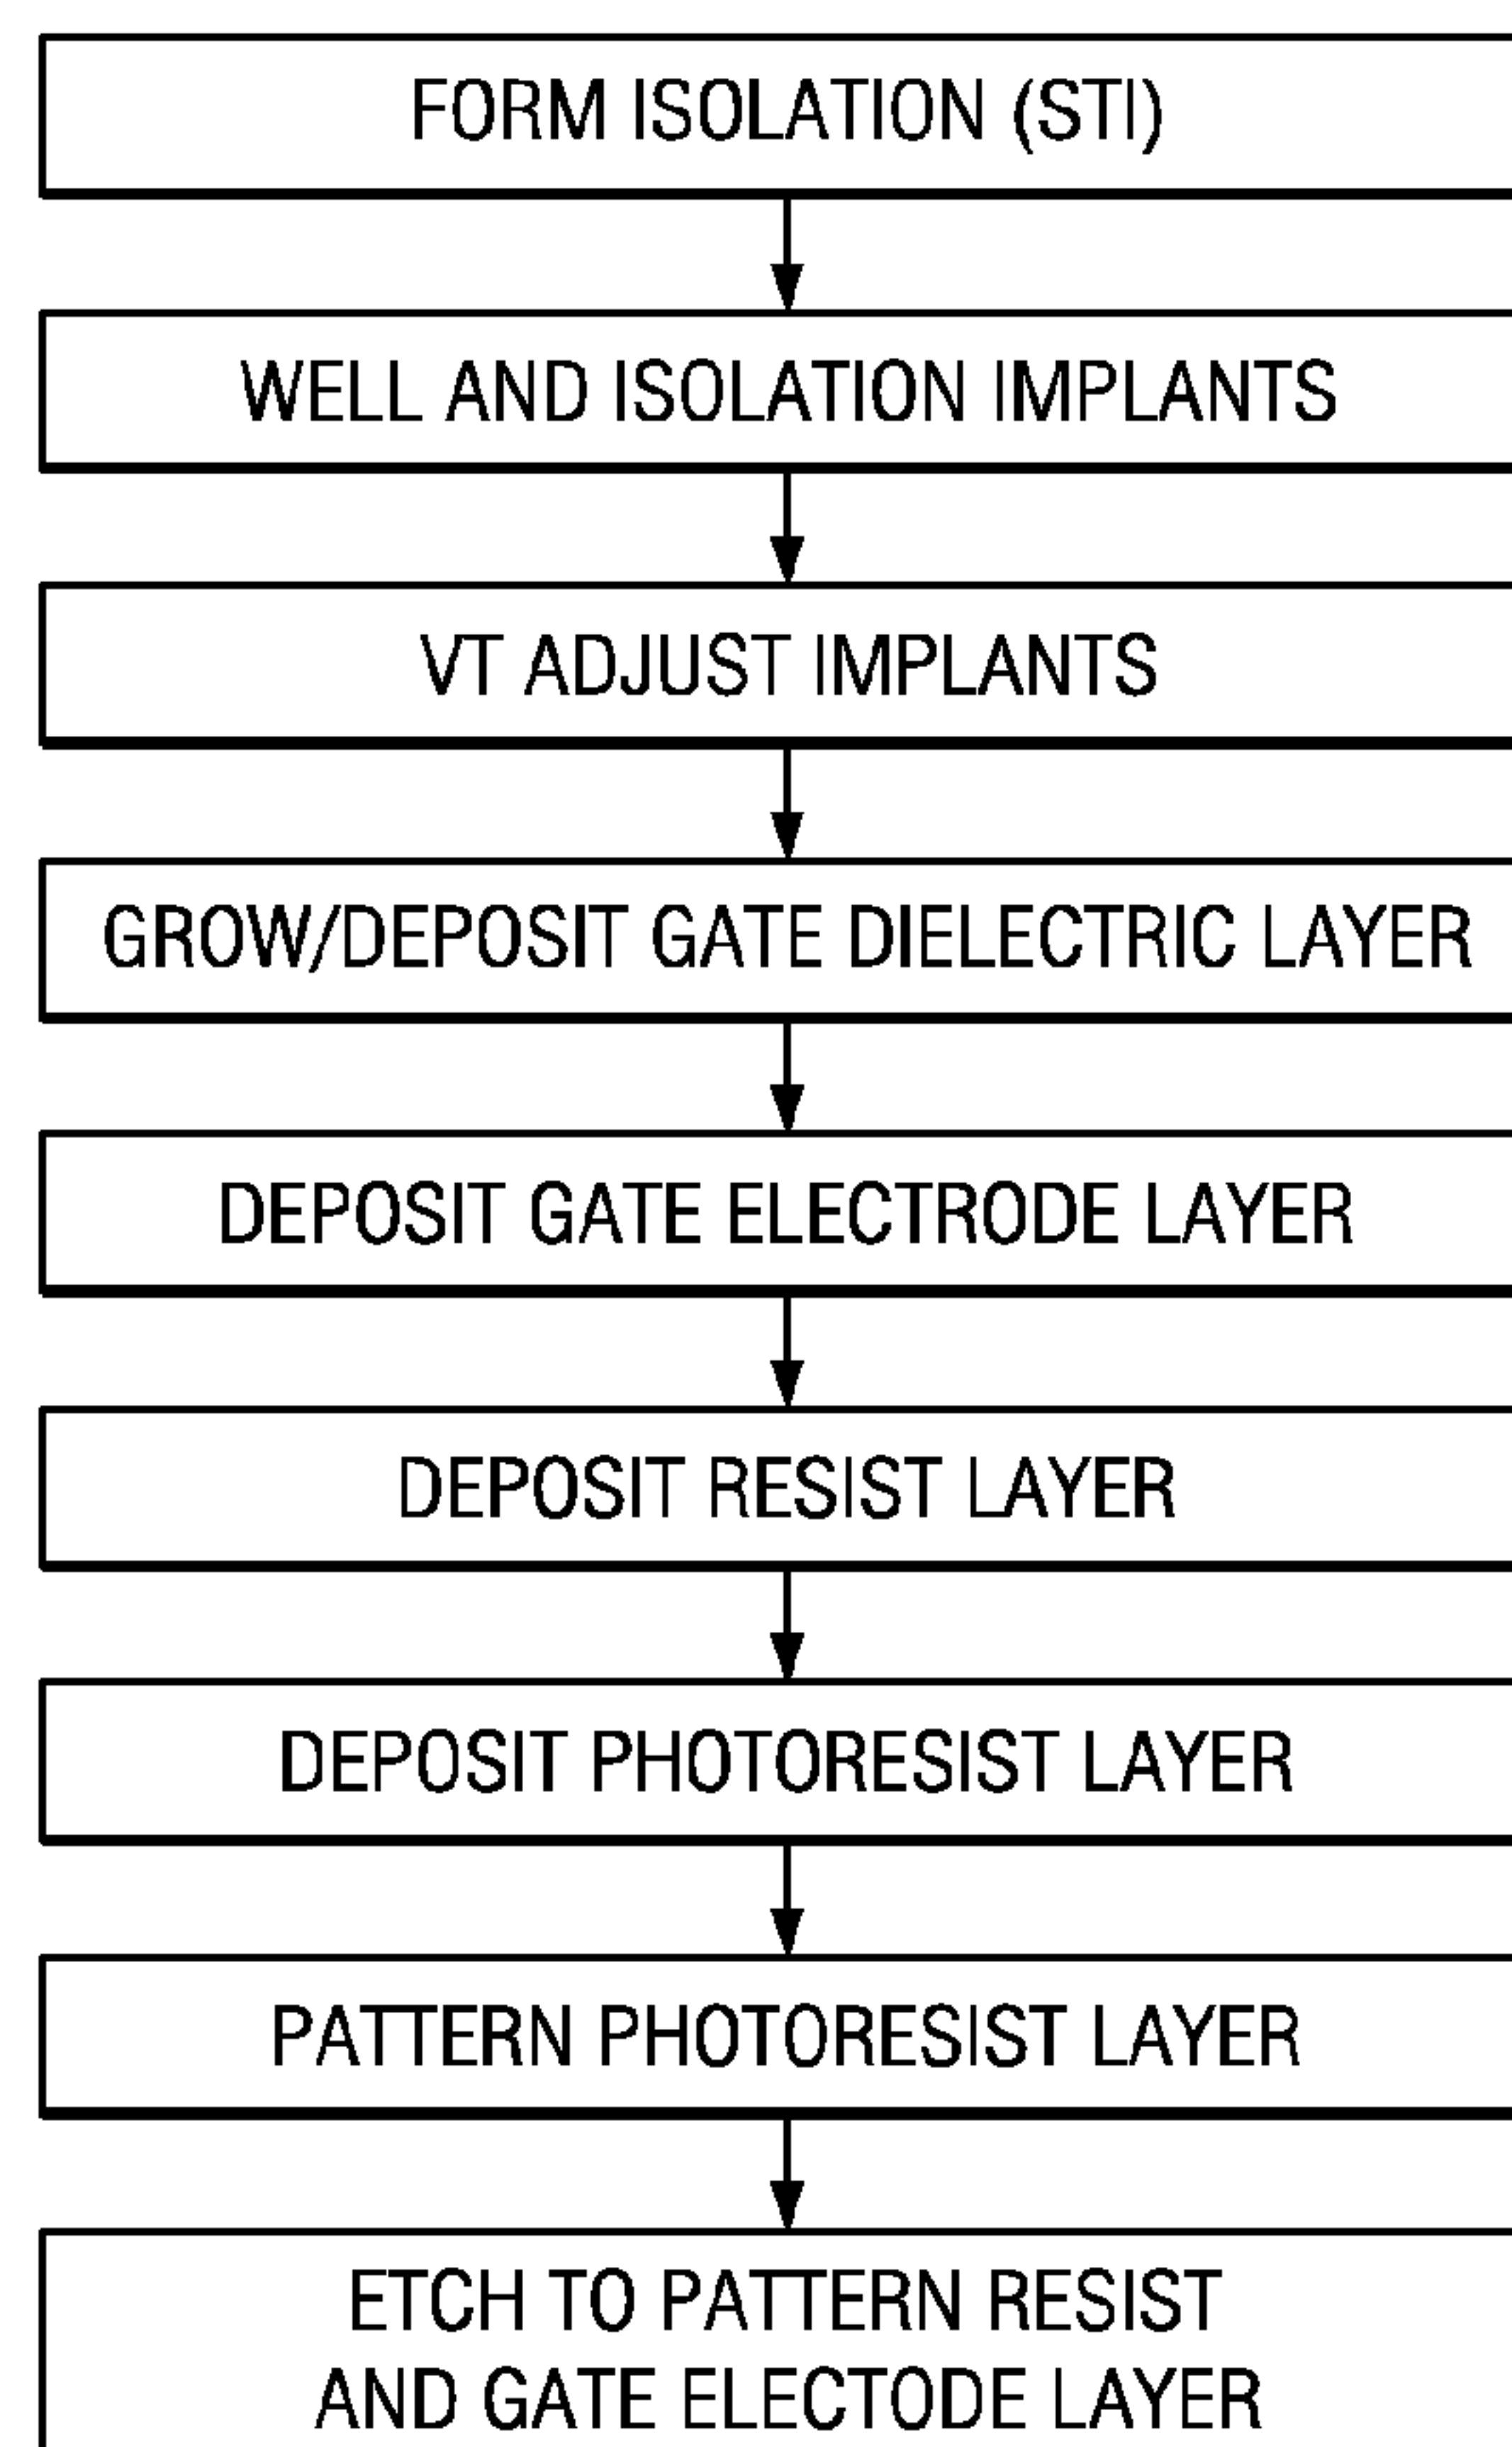 FORM ISOLATION (STI)
WELL AND ISOLATION IMPLANTS
VT ADJUST IMPLANTS
GROW/DEPOSIT GATE DIELECTRIC LAYER
DEPOSIT GATE ELECTRODE LAYER
DEPOSIT RESIST LAYER
DEPOSIT PHOTORESIST LAYER
PATTERN PHOTORESIST LAYER
ETCH TO PATTERN RESIST
AND GATE ELECTODE LAYER